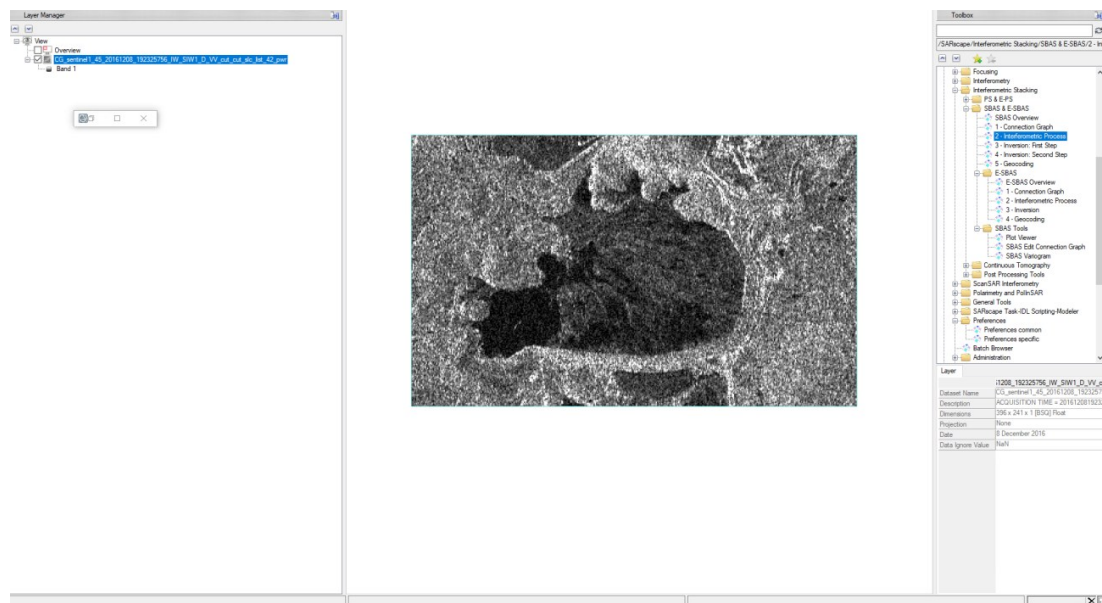 Layer Manager
View
Overview
CG_sentinel1_45_20161208_192325756_IW_SIW1_D_VV_cut_cut_slc_list_42_pwr
Band 1
Toolbox
/SARscape/Interferometric Stacking/SBAS & E-SBAS/2 - In
Focusing
Interferometry
Interferometric Stacking
PS & E-PS
SBAS & E-SBAS
SBAS Overview
1 - Connection Graph
2 - Interferometric Process
3 - Inversion: First Step
4 - Inversion: Second Step
5 - Geocoding
E-SBAS
E-SBAS Overview
1 - Connection Graph
2 - Interferometric Process
3 - Inversion
4 - Geocoding
SBAS Tools
Plot Viewer
SBAS Edit Connection Graph
SBAS Variogram
Continuous Tomography
Post Processing Tools
ScanSAR Interferometry
Polarimetry and PolInSAR
General Tools
SARscape Task-IDL Scripting-Modeler
Preferences
Preferences common
Preferences specific
Batch Browser
Administration
Layer
i1208_192325756_IW_SIW1_D_VV_c
Dataset Name CG_sentinel1_45_20161208_1923257
Description ACQUISITION TIME = 201612081923
Dimensions 396 x 241 x 1 [BSQ] Float
Projection None
Date 8 December 2016
Data Ignore Value NaN